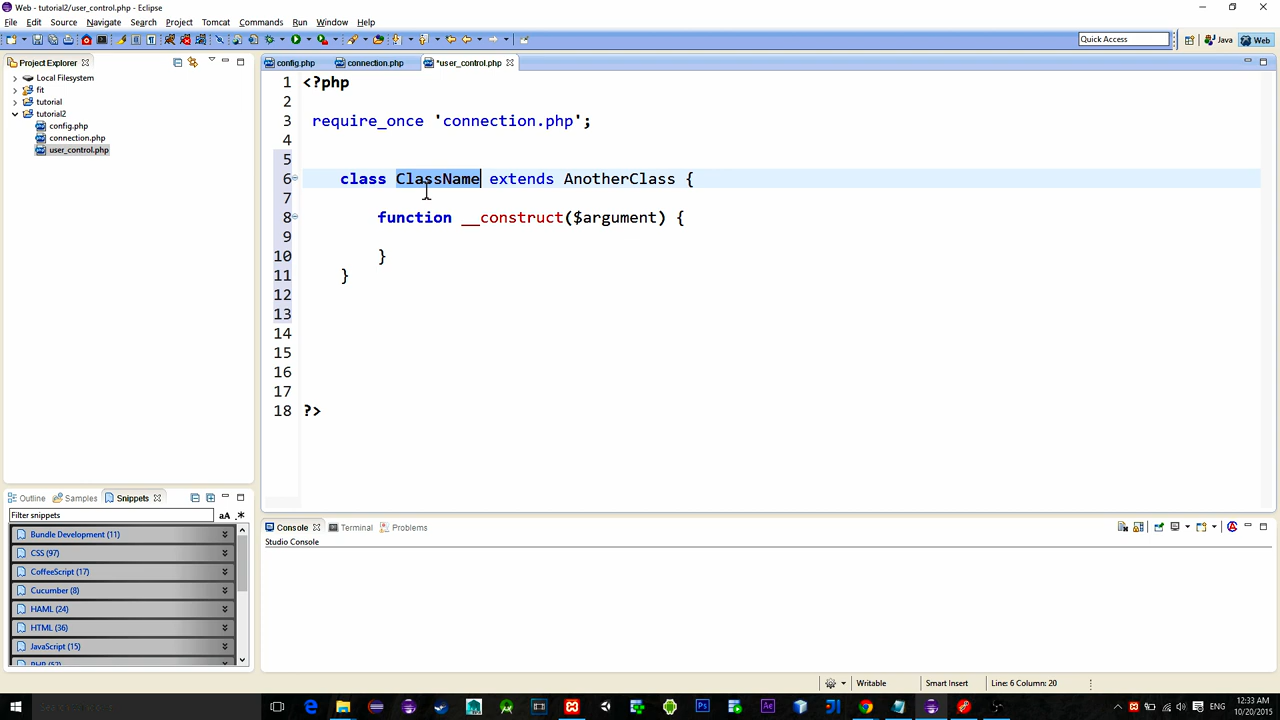 Web - tutorial2/user_control.php - Eclipse
File Edit Source Navigate Search Project Tomcat Commands Run Window Help
Quick Access
Java
Web
Project Explorer
config.php
connection.php
*user_control.php
Local Filesystem
fit
tutorial
tutorial2
config.php
connection.php
user_control.php
1 <?php
2
3 require_once 'connection.php';
4
5
6 class ClassName extends AnotherClass {
7
8 function __construct($argument) {
9
10 }
11 }
12
13
14
15
16
17
18 ?>
Outline Samples Snippets
Filter snippets
Bundle Development (11)
CSS (97)
CoffeeScript (17)
Cucumber (8)
HAML (24)
HTML (36)
JavaScript (15)
PHP (52)
Console Terminal Problems
Studio Console
Writable Smart Insert Line: 6 Column: 20
ENG
12:33 AM
10/20/2015